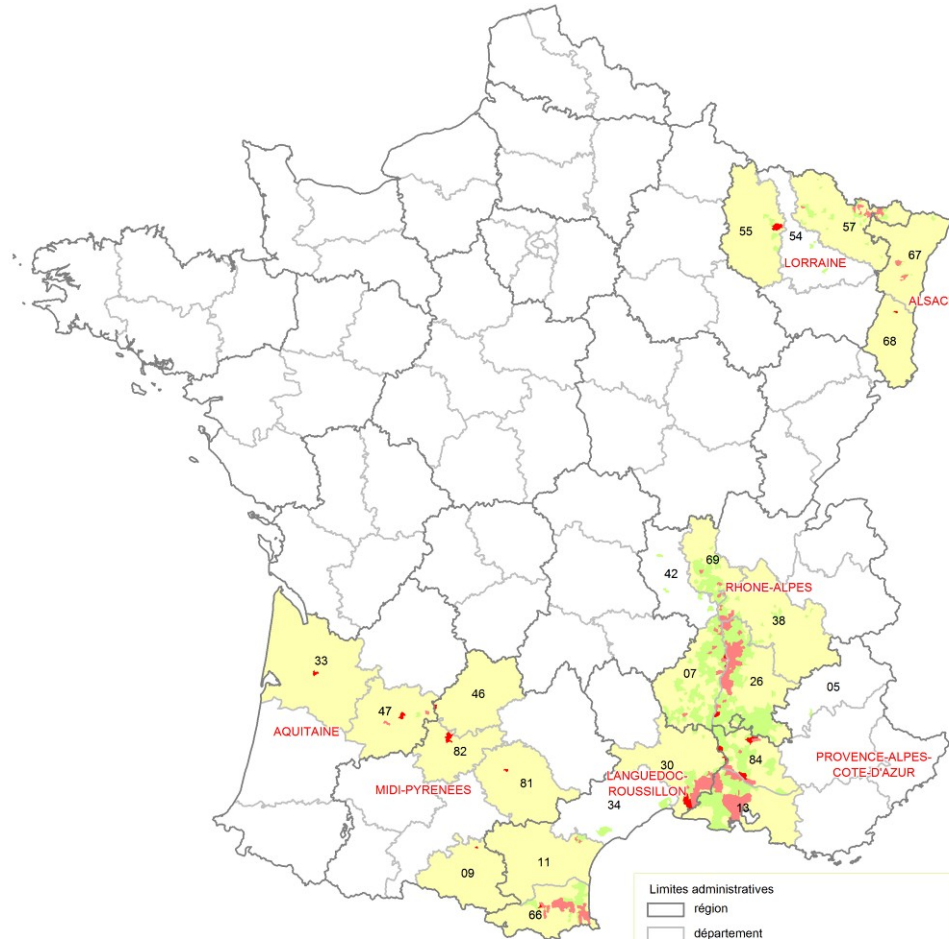 55
54
57
LORRAINE
67
ALSAC
68
69
42
RHONE-ALPES
38
33
07
26
05
46
47
AQUITAINE
82
84
PROVENCE-ALPES-
COTE-D'AZUR
30
81
MIDI-PYRENEES
LANGUEDOC-
ROUSSILLON
34
13
11
09
66
Limites administratives
région
département